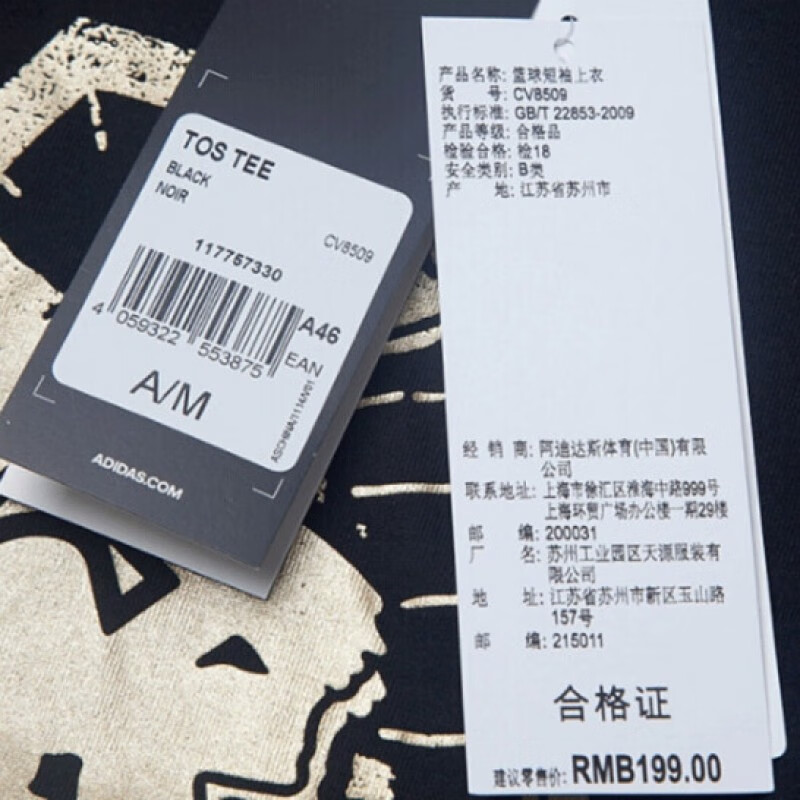 TOS TEE
BLACK
NOIR
CV8509
117757330
A46
4 059322 553875 EAN
A/M
ADIDAS.COM
产品名称: 篮球短袖上衣
货 号: CV8509
执行标准: GB/T 22853-2009
产品等级: 合格品
检验合格: 检18
安全类别: B类
产 地: 江苏省苏州市
经 销 商: 阿迪达斯体育(中国)有限
公司
联系地址: 上海市徐汇区淮海中路999号
上海环贸广场办公楼一期29楼
邮 编: 200031
厂 名: 苏州工业园区天源服装有
限公司
地 址: 江苏省苏州市新区玉山路
157号
邮 编: 215011
合格证
建议零售价: RMB199.00